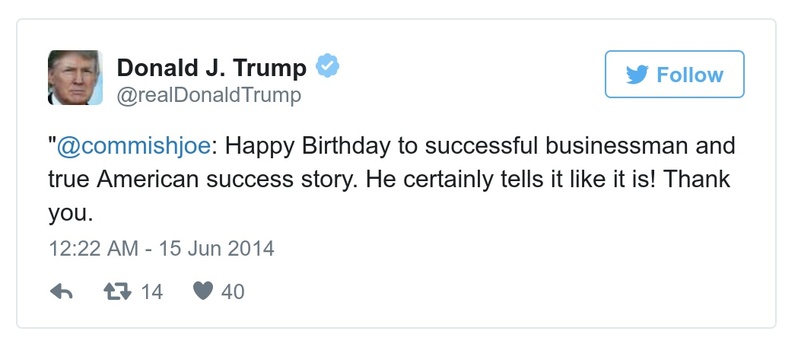 Donald J. Trump
@realDonaldTrump
Follow
"@commishjoe: Happy Birthday to successful businessman and
true American success story. He certainly tells it like it is! Thank
you.
12:22 AM - 15 Jun 2014
14 40